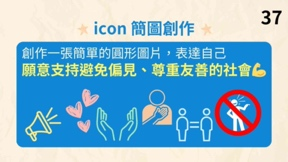 37
icon 簡圖創作
創作一張簡單的圓形圖片，表達自己
願意支持避免偏見、尊重友善的社會💪